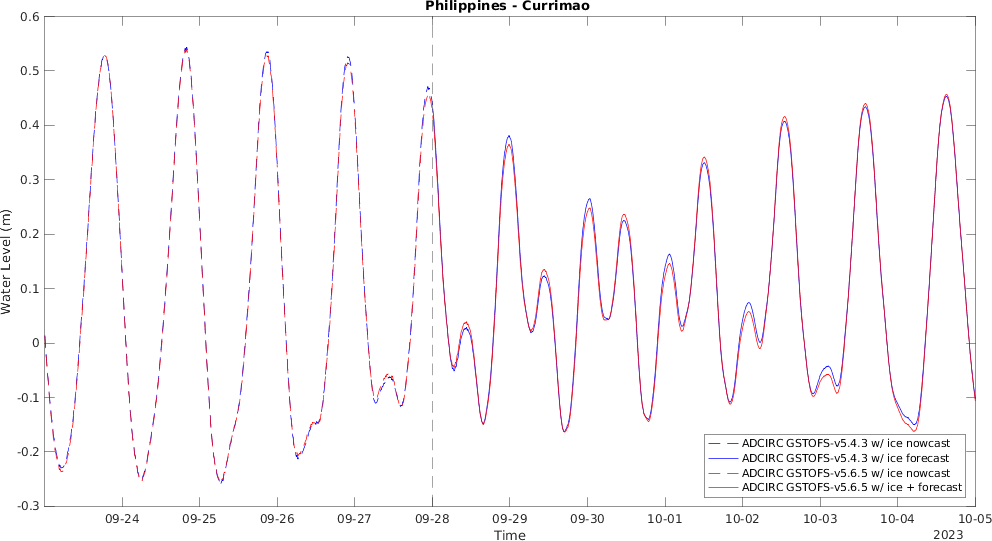 Philippines - Currimao
0.6
0.5
0.4
0.3
0.2
0.1
0
-0.1
-0.2
-0.3
Water Level (m)
ADCIRC GSTOFS-v5.4.3 w/ ice nowcast
ADCIRC GSTOFS-v5.4.3 w/ ice forecast
ADCIRC GSTOFS-v5.6.5 w/ ice nowcast
ADCIRC GSTOFS-v5.6.5 w/ ice + forecast
09-24 09-25 09-26 09-27 09-28 09-29 09-30 10-01 10-02 10-03 10-04 10-05
Time
2023